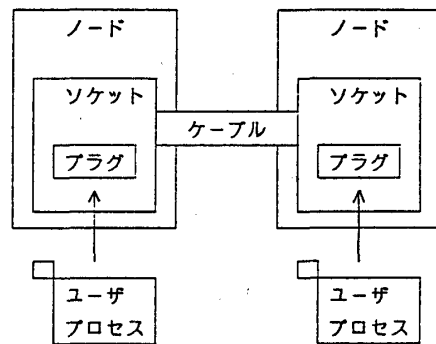 ノード
ノード
ソケット
ソケット
ケーブル
プラグ
プラグ
ユーザ
プロセス
ユーザ
プロセス